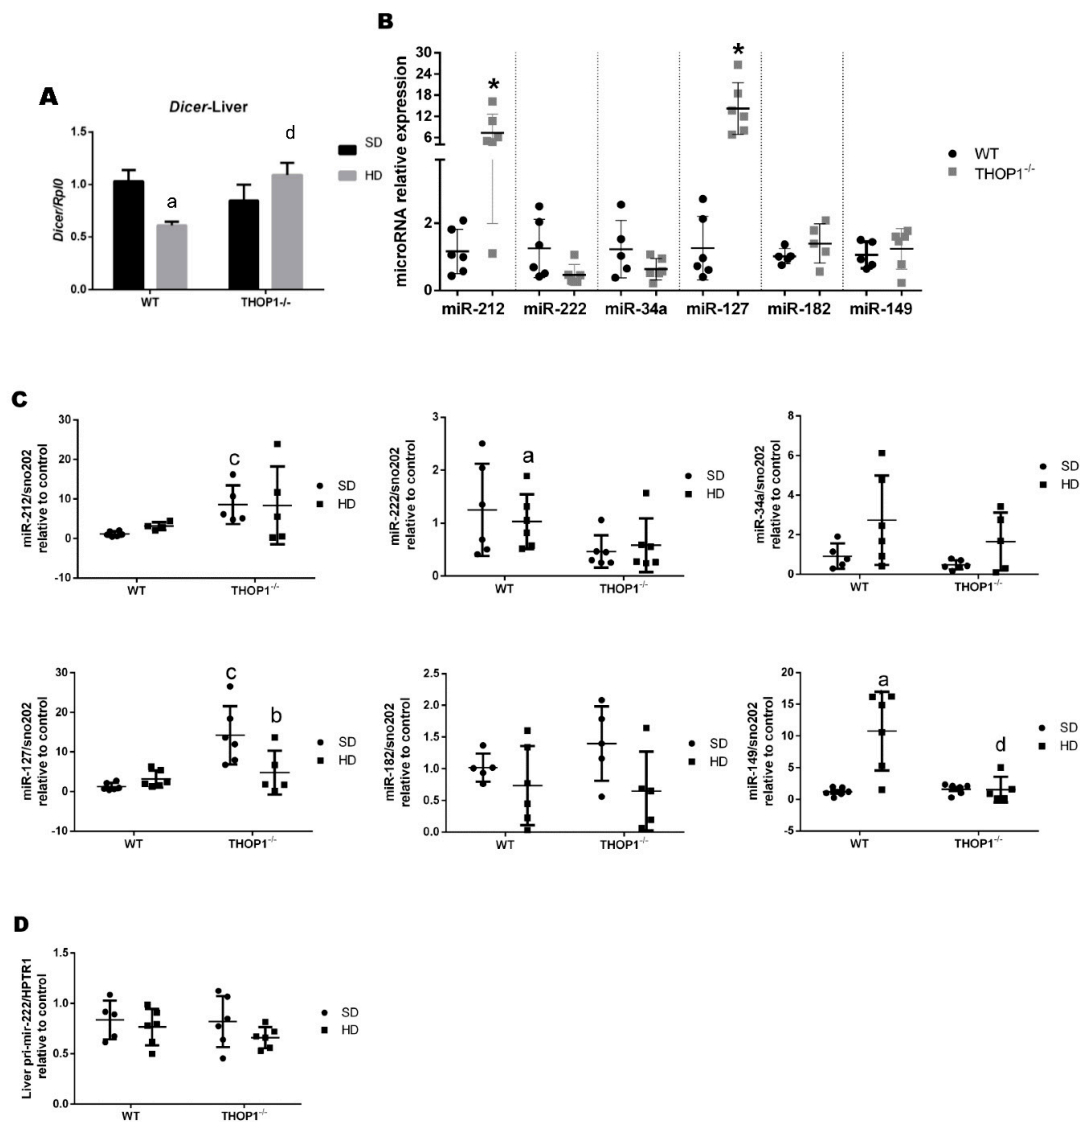 A
Dicer-Liver
Dicer/Rpl0
1.5
1.0
0.5
0.0
a
d
WT
THOP1-/-
SD
HD
B
microRNA relative expression
30
24
18
12
6
2
0
*
*
miR-212
miR-222
miR-34a
miR-127
miR-182
miR-149
WT
THOP1-/-
C
miR-212/sno202
relative to control
30
20
10
0
-10
c
WT
THOP1-/-
SD
HD
miR-222/sno202
relative to control
3
2
1
0
a
WT
THOP1-/-
SD
HD
miR-34a/sno202
relative to control
8
6
4
2
0
WT
THOP1-/-
SD
HD
miR-127/sno202
relative to control
30
20
10
0
-10
c
b
WT
THOP1-/-
SD
HD
miR-182/sno202
relative to control
2.5
2.0
1.5
1.0
0.5
0.0
WT
THOP1-/-
SD
HD
miR-149/sno202
relative to control
20
15
10
5
0
-5
a
d
WT
THOP1-/-
SD
HD
D
Liver pri-mir-222/HPTR1
relative to control
1.5
1.0
0.5
0.0
WT
THOP1-/-
SD
HD